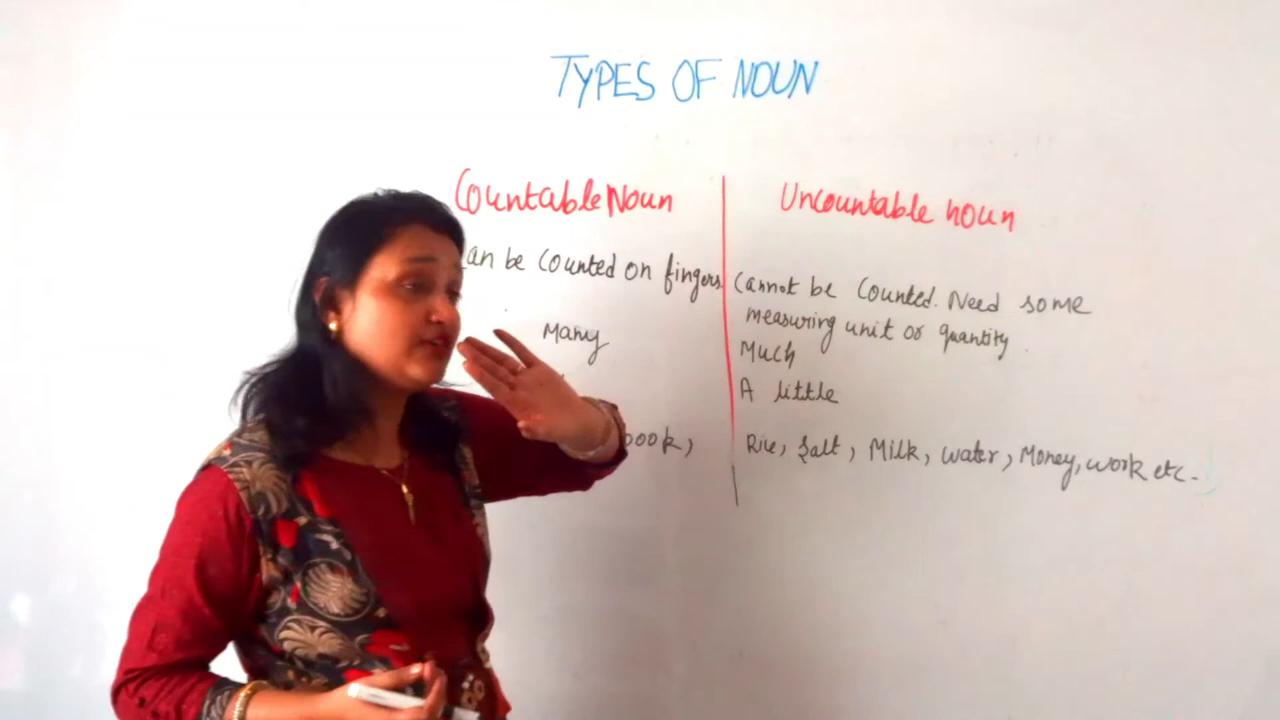 TYPES OF NOUN
Countable Noun
an be counted on fingers
Many
book,
Uncountable noun
Cannot be counted. Need some
measuring unit or quantity.
Much
A little
Rice, Salt, Milk, water, Money, work etc.